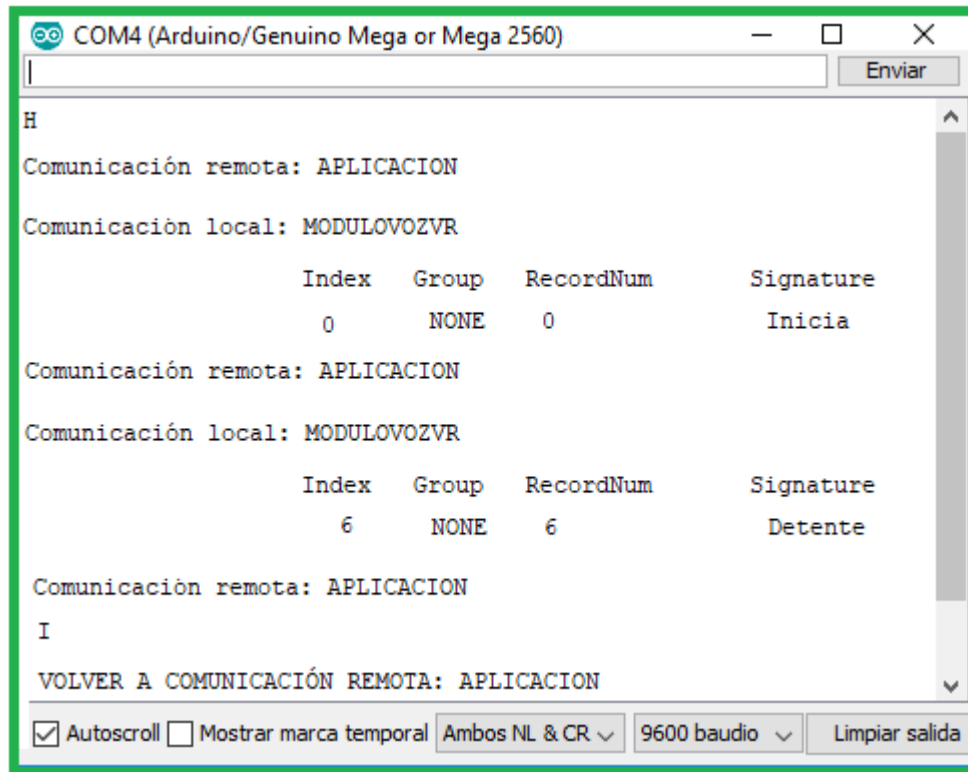 COM4 (Arduino/Genuino Mega or Mega 2560)
Enviar
H
Comunicación remota: APLICACION
Comunicación local: MODULOVOZVR
Index Group RecordNum Signature
0 NONE 0 Inicia
Comunicación remota: APLICACION
Comunicación local: MODULOVOZVR
Index Group RecordNum Signature
6 NONE 6 Detente
Comunicación remota: APLICACION
I
VOLVER A COMUNICACIÓN REMOTA: APLICACION
Autoscroll Mostrar marca temporal Ambos NL & CR 9600 baudio Limpiar salida